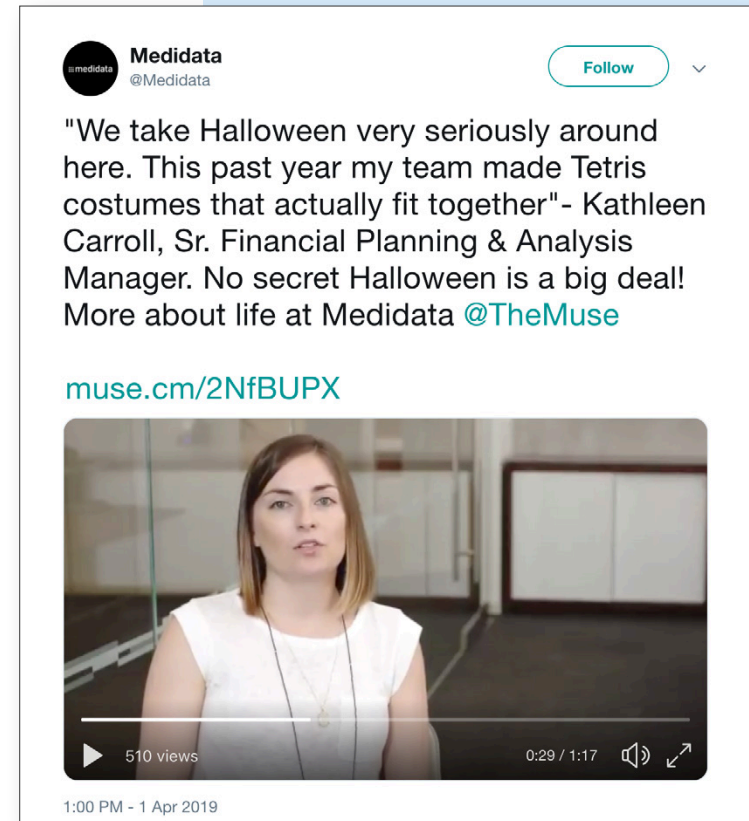 medidata
Medidata
@Medidata
Follow
"We take Halloween very seriously around
here. This past year my team made Tetris
costumes that actually fit together"- Kathleen
Carroll, Sr. Financial Planning & Analysis
Manager. No secret Halloween is a big deal!
More about life at Medidata @TheMuse
muse.cm/2NfBUPX
510 views
0:29 / 1:17
1:00 PM - 1 Apr 2019